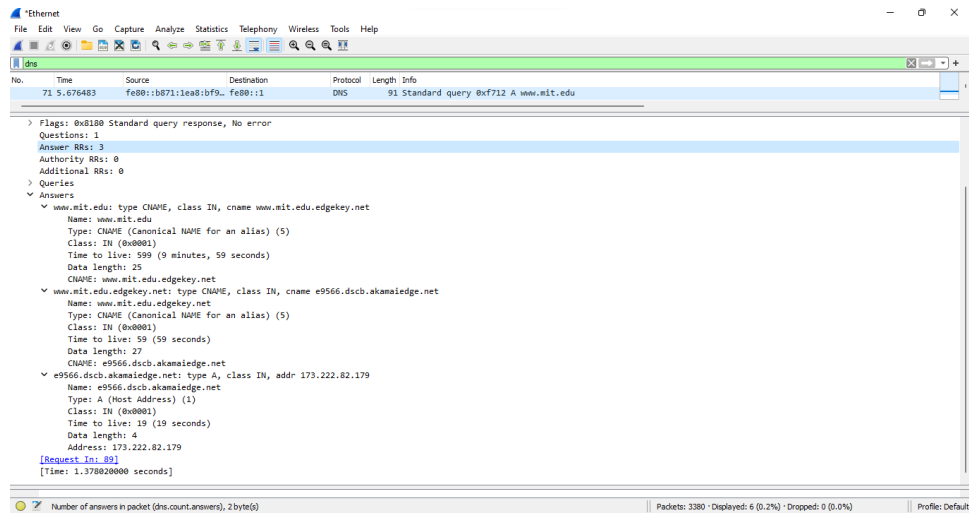 *Ethernet
File Edit View Go Capture Analyze Statistics Telephony Wireless Tools Help
dns
No. Time Source Destination Protocol Length Info
71 5.676483 fe80::b871:1ea8:bf9… fe80::1 DNS 91 Standard query 0xf712 A www.mit.edu
> Flags: 0x8180 Standard query response, No error
Questions: 1
Answer RRs: 3
Authority RRs: 0
Additional RRs: 0
> Queries
Answers
www.mit.edu: type CNAME, class IN, cname www.mit.edu.edgekey.net
Name: www.mit.edu
Type: CNAME (Canonical NAME for an alias) (5)
Class: IN (0x0001)
Time to live: 599 (9 minutes, 59 seconds)
Data length: 25
CNAME: www.mit.edu.edgekey.net
www.mit.edu.edgekey.net: type CNAME, class IN, cname e9566.dscb.akamaiedge.net
Name: www.mit.edu.edgekey.net
Type: CNAME (Canonical NAME for an alias) (5)
Class: IN (0x0001)
Time to live: 59 (59 seconds)
Data length: 27
CNAME: e9566.dscb.akamaiedge.net
e9566.dscb.akamaiedge.net: type A, class IN, addr 173.222.82.179
Name: e9566.dscb.akamaiedge.net
Type: A (Host Address) (1)
Class: IN (0x0001)
Time to live: 19 (19 seconds)
Data length: 4
Address: 173.222.82.179
[Request In: 89]
[Time: 1.378020000 seconds]
Number of answers in packet (dns.count.answers), 2 byte(s) Packets: 3380 · Displayed: 6 (0.2%) · Dropped: 0 (0.0%) Profile: Default